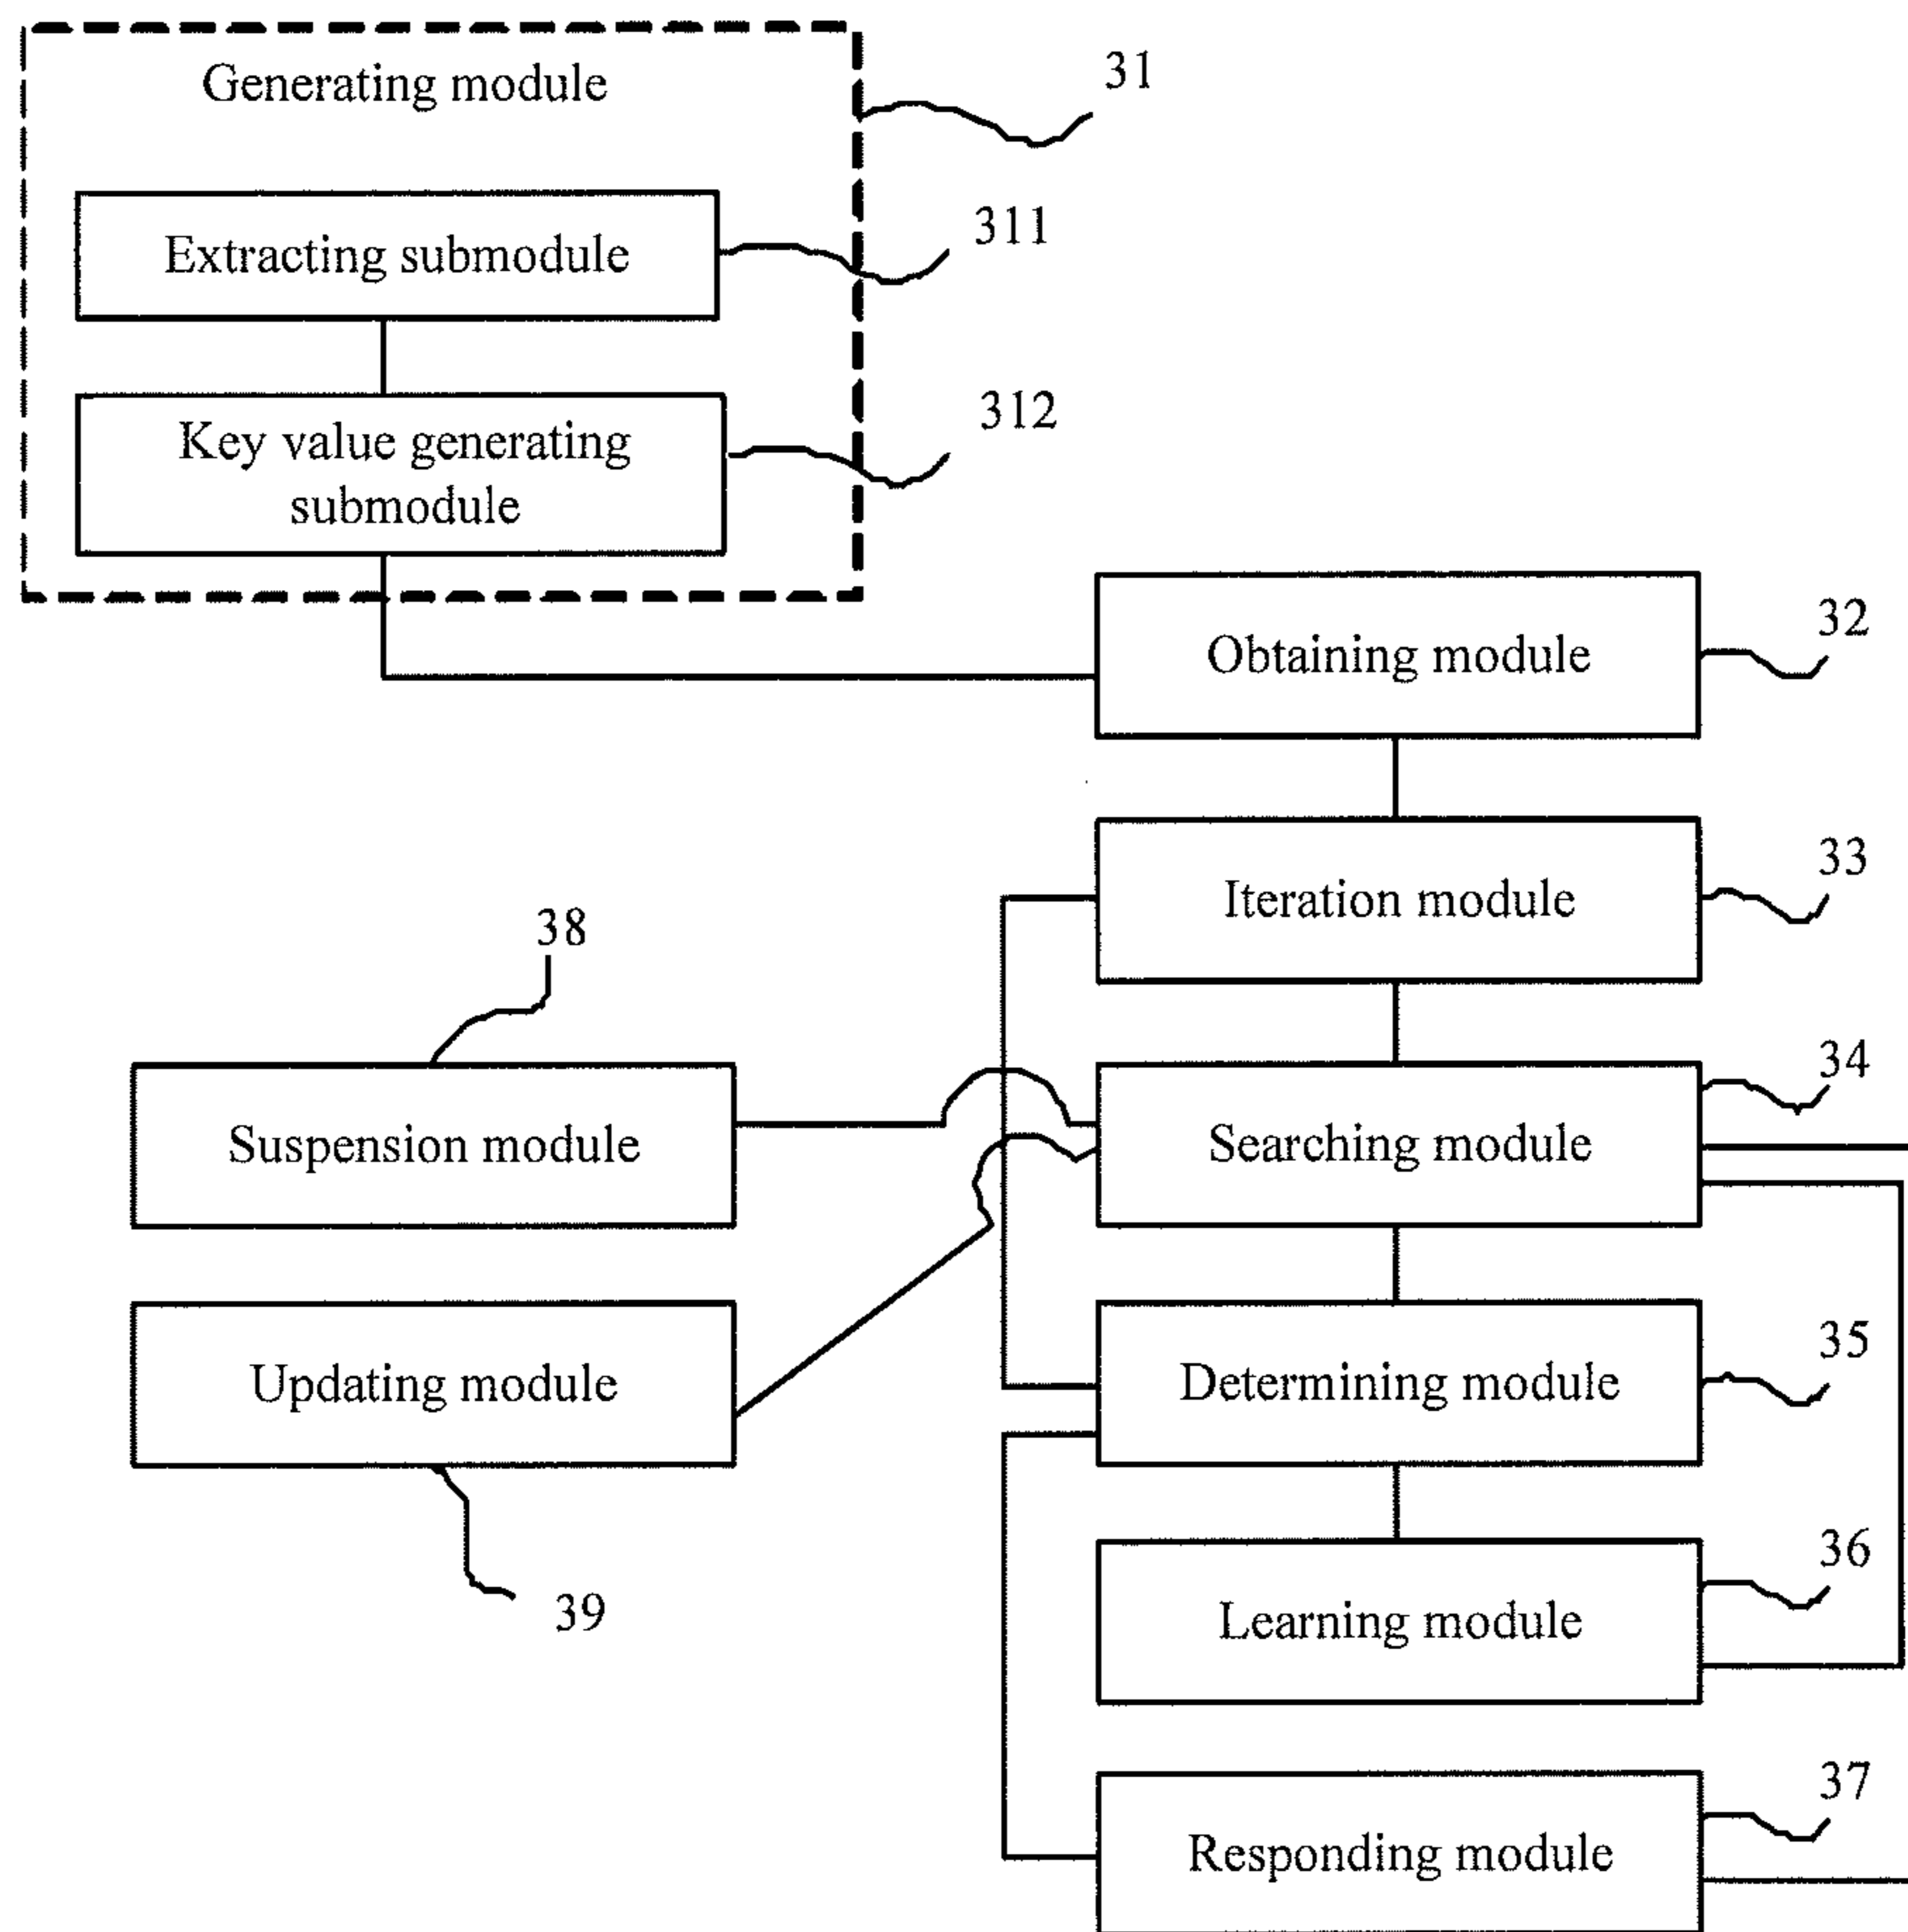 Generating module
31
Extracting submodule
311
Key value generating
submodule
312
Obtaining module
32
Iteration module
33
38
Suspension module
Searching module
34
Updating module
39
Determining module
35
Learning module
36
Responding module
37